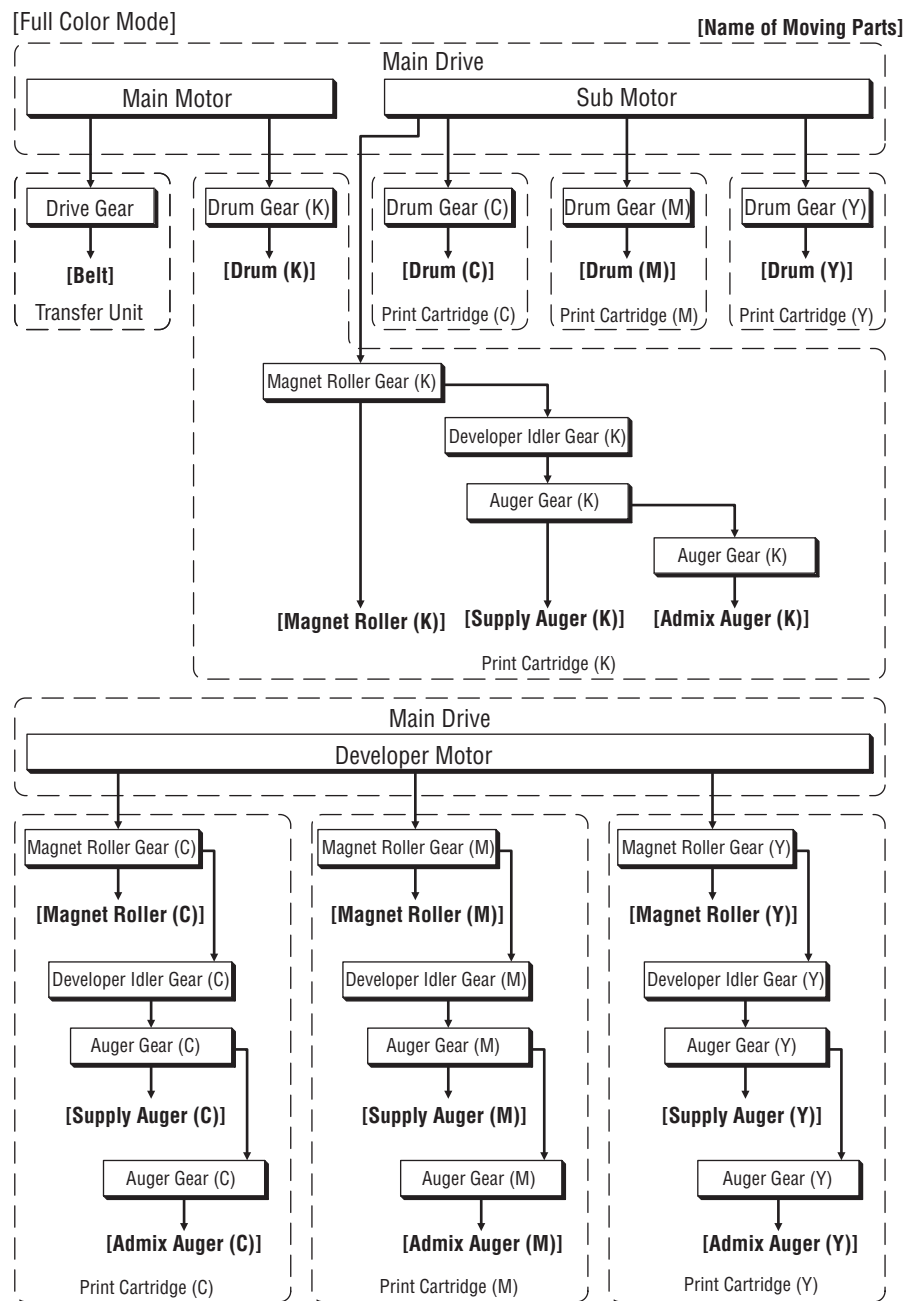 [Full Color Mode]
[Name of Moving Parts]
Main Drive
Main Motor
Sub Motor
Drive Gear
Drum Gear (K)
Drum Gear (C)
Drum Gear (M)
Drum Gear (Y)
[Belt]
[Drum (K)]
[Drum (C)]
[Drum (M)]
[Drum (Y)]
Transfer Unit
Print Cartridge (C)
Print Cartridge (M)
Print Cartridge (Y)
Magnet Roller Gear (K)
Developer Idler Gear (K)
Auger Gear (K)
Auger Gear (K)
[Magnet Roller (K)]
[Supply Auger (K)]
[Admix Auger (K)]
Print Cartridge (K)
Main Drive
Developer Motor
Magnet Roller Gear (C)
Magnet Roller Gear (M)
Magnet Roller Gear (Y)
[Magnet Roller (C)]
[Magnet Roller (M)]
[Magnet Roller (Y)]
Developer Idler Gear (C)
Developer Idler Gear (M)
Developer Idler Gear (Y)
Auger Gear (C)
Auger Gear (M)
Auger Gear (Y)
[Supply Auger (C)]
[Supply Auger (M)]
[Supply Auger (Y)]
Auger Gear (C)
Auger Gear (M)
Auger Gear (Y)
[Admix Auger (C)]
[Admix Auger (M)]
[Admix Auger (Y)]
Print Cartridge (C)
Print Cartridge (M)
Print Cartridge (Y)